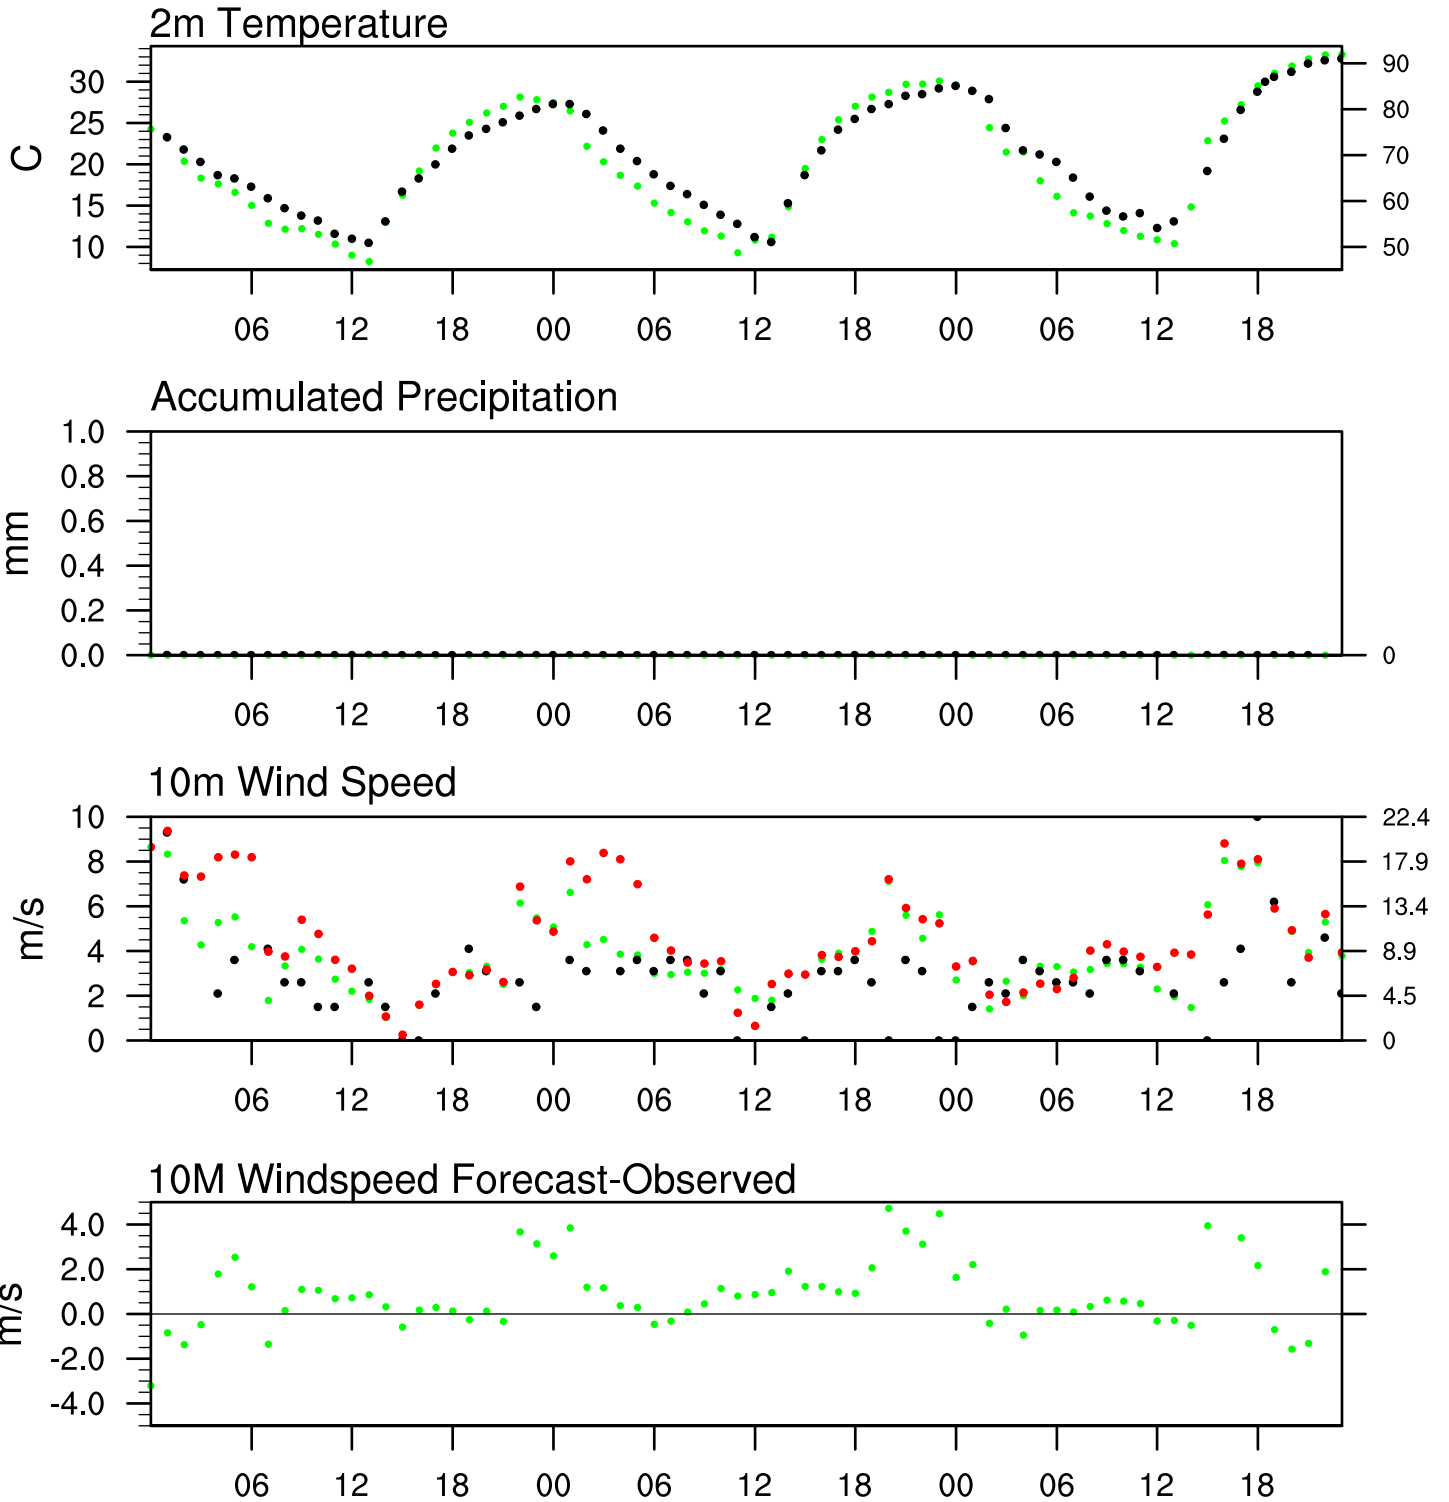 2m Temperature
30
25
20
15
10
C
90
80
70
60
50
06 12 18 00 06 12 18 00 06 12 18
Accumulated Precipitation
1.0
0.8
0.6
0.4
0.2
0.0
mm
0
06 12 18 00 06 12 18 00 06 12 18
10m Wind Speed
10
8
6
4
2
0
m/s
22.4
17.9
13.4
8.9
4.5
0
06 12 18 00 06 12 18 00 06 12 18
10M Windspeed Forecast-Observed
4.0
2.0
0.0
-2.0
-4.0
m/s
06 12 18 00 06 12 18 00 06 12 18